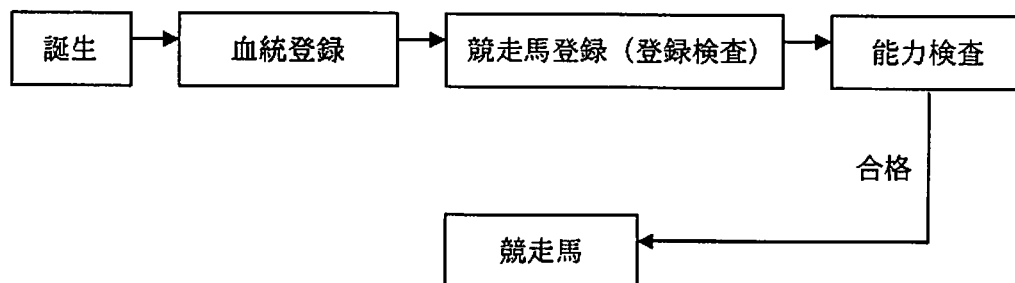 誕生
血統登録
競走馬登録（登録検査）
能力検査
合格
競走馬